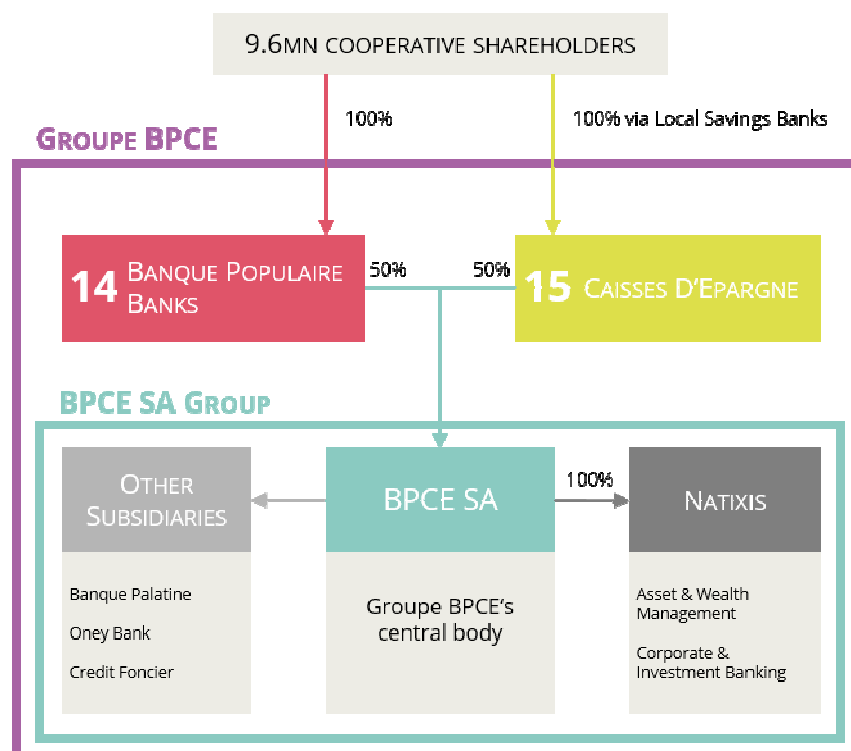 9.6MN COOPERATIVE SHAREHOLDERS
100%
100% via Local Savings Banks
GROUPE BPCE
14 BANQUE POPULAIRE
BANKS
50%
50%
15 CAISSES D'EPARGNE
BPCE SA GROUP
OTHER
SUBSIDIARIES
BPCE SA
100%
NATIXIS
Banque Palatine
Oney Bank
Credit Foncier
Groupe BPCE's
central body
Asset & Wealth
Management
Corporate &
Investment Banking